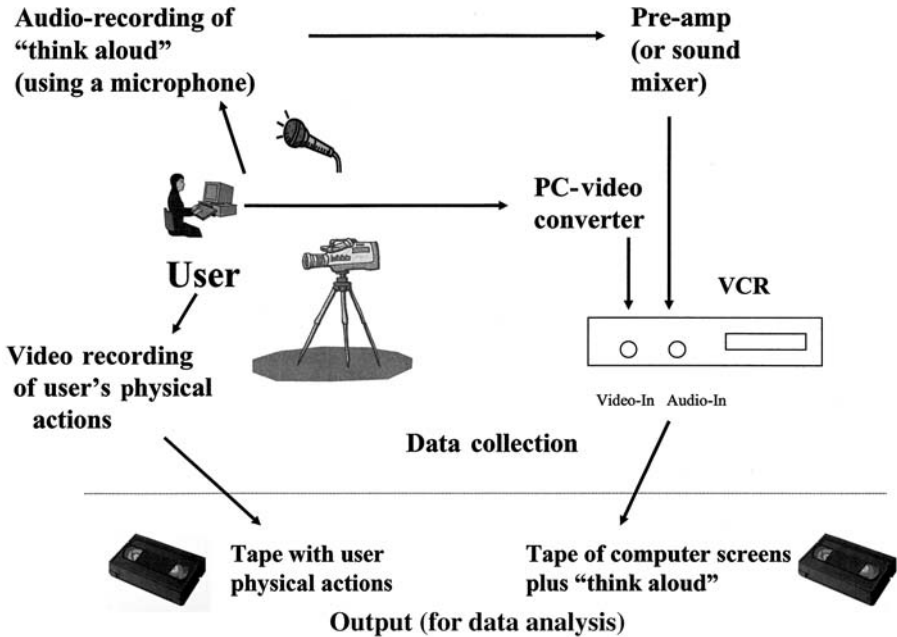 Audio-recording of
“think aloud”
(using a microphone)
Pre-amp
(or sound
mixer)
PC-video
converter
User
VCR
Video recording
of user’s physical
actions
Video-In Audio-In
Data collection
Tape with user
physical actions
Tape of computer screens
plus “think aloud”
Output (for data analysis)